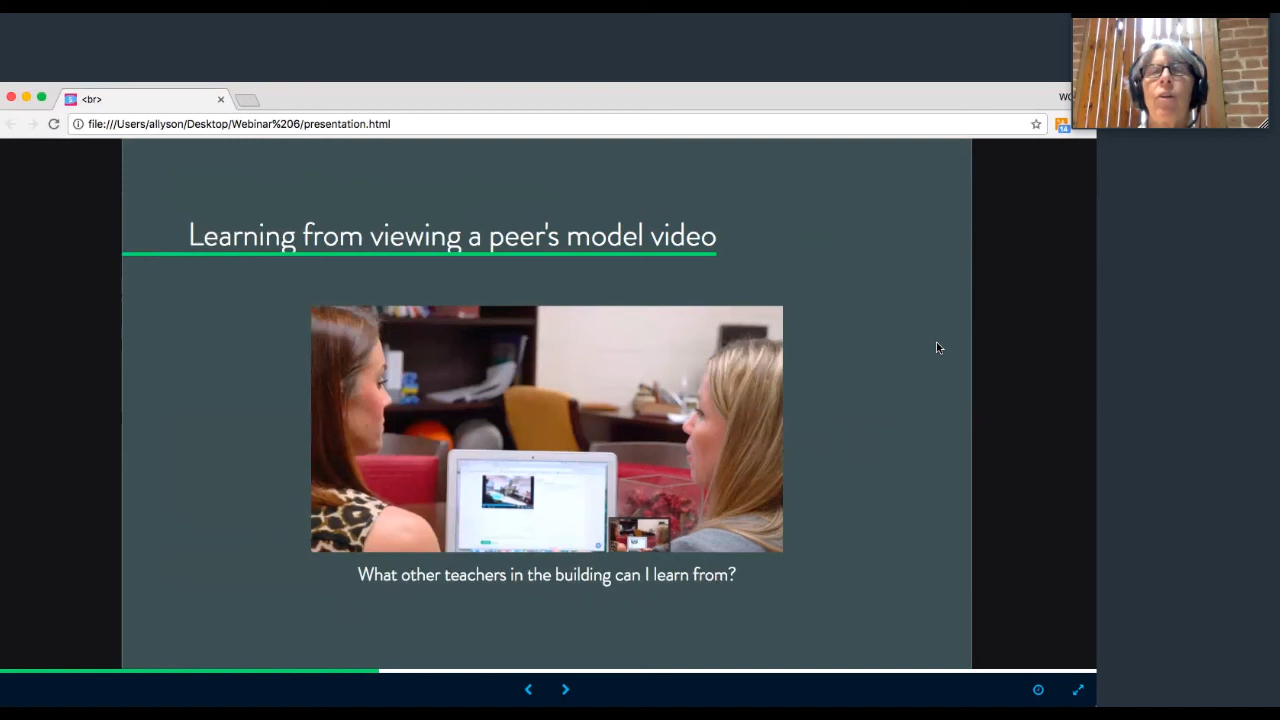 <br>
file:///Users/allyson/Desktop/Webinar%206/presentation.html
14
Learning from viewing a peer's model video
What other teachers in the building can I learn from?